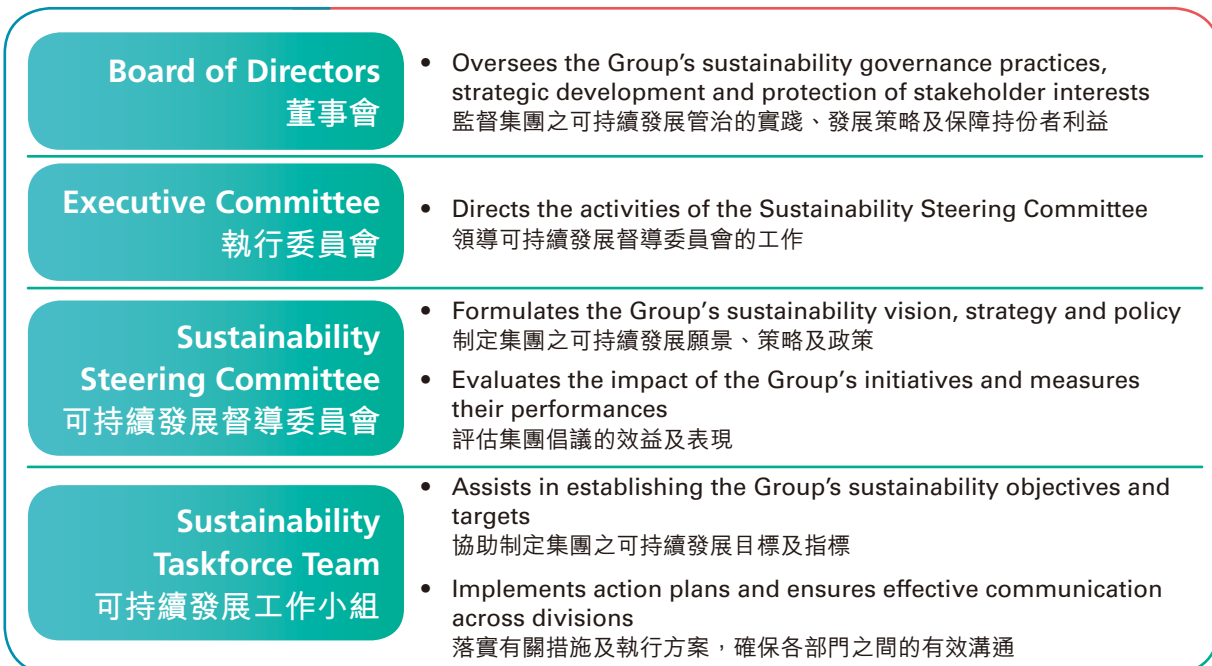 Board of Directors
董事會
• Oversees the Group's sustainability governance practices,
strategic development and protection of stakeholder interests
監督集團之可持續發展管治的實踐、發展策略及保障持份者利益
Executive Committee
執行委員會
• Directs the activities of the Sustainability Steering Committee
領導可持續發展督導委員會的工作
Sustainability
Steering Committee
可持續發展督導委員會
• Formulates the Group's sustainability vision, strategy and policy
制定集團之可持續發展願景、策略及政策
• Evaluates the impact of the Group's initiatives and measures
their performances
評估集團倡議的效益及表現
Sustainability
Taskforce Team
可持續發展工作小組
• Assists in establishing the Group's sustainability objectives and
targets
協助制定集團之可持續發展目標及指標
• Implements action plans and ensures effective communication
across divisions
落實有關措施及執行方案，確保各部門之間的有效溝通